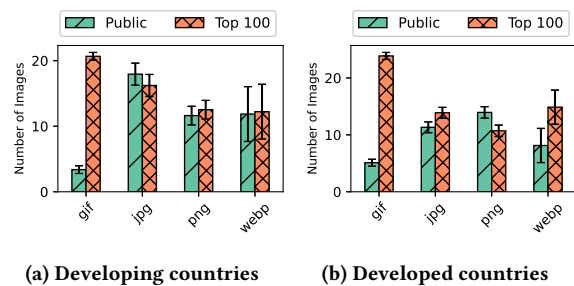 Public Top 100
Number of Images
20
10
0
gif jpg png webp
(a) Developing countries
Public Top 100
Number of Images
20
10
0
gif jpg png webp
(b) Developed countries